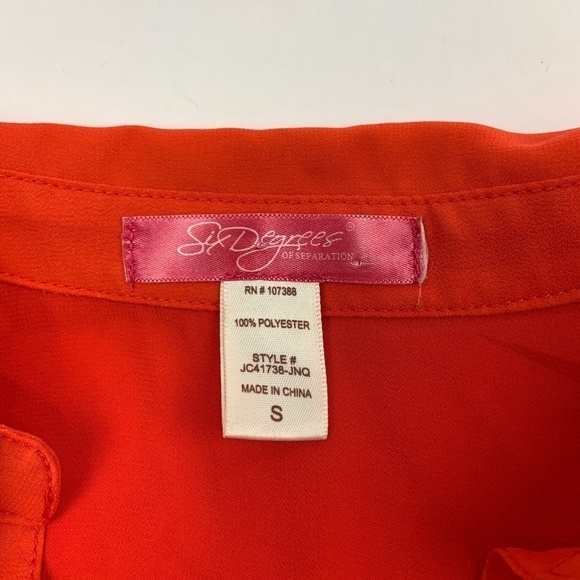 SixDegrees
OF SEPARATION
RN # 107388
100% POLYESTER
STYLE #
JC41738-JNQ
MADE IN CHINA
S